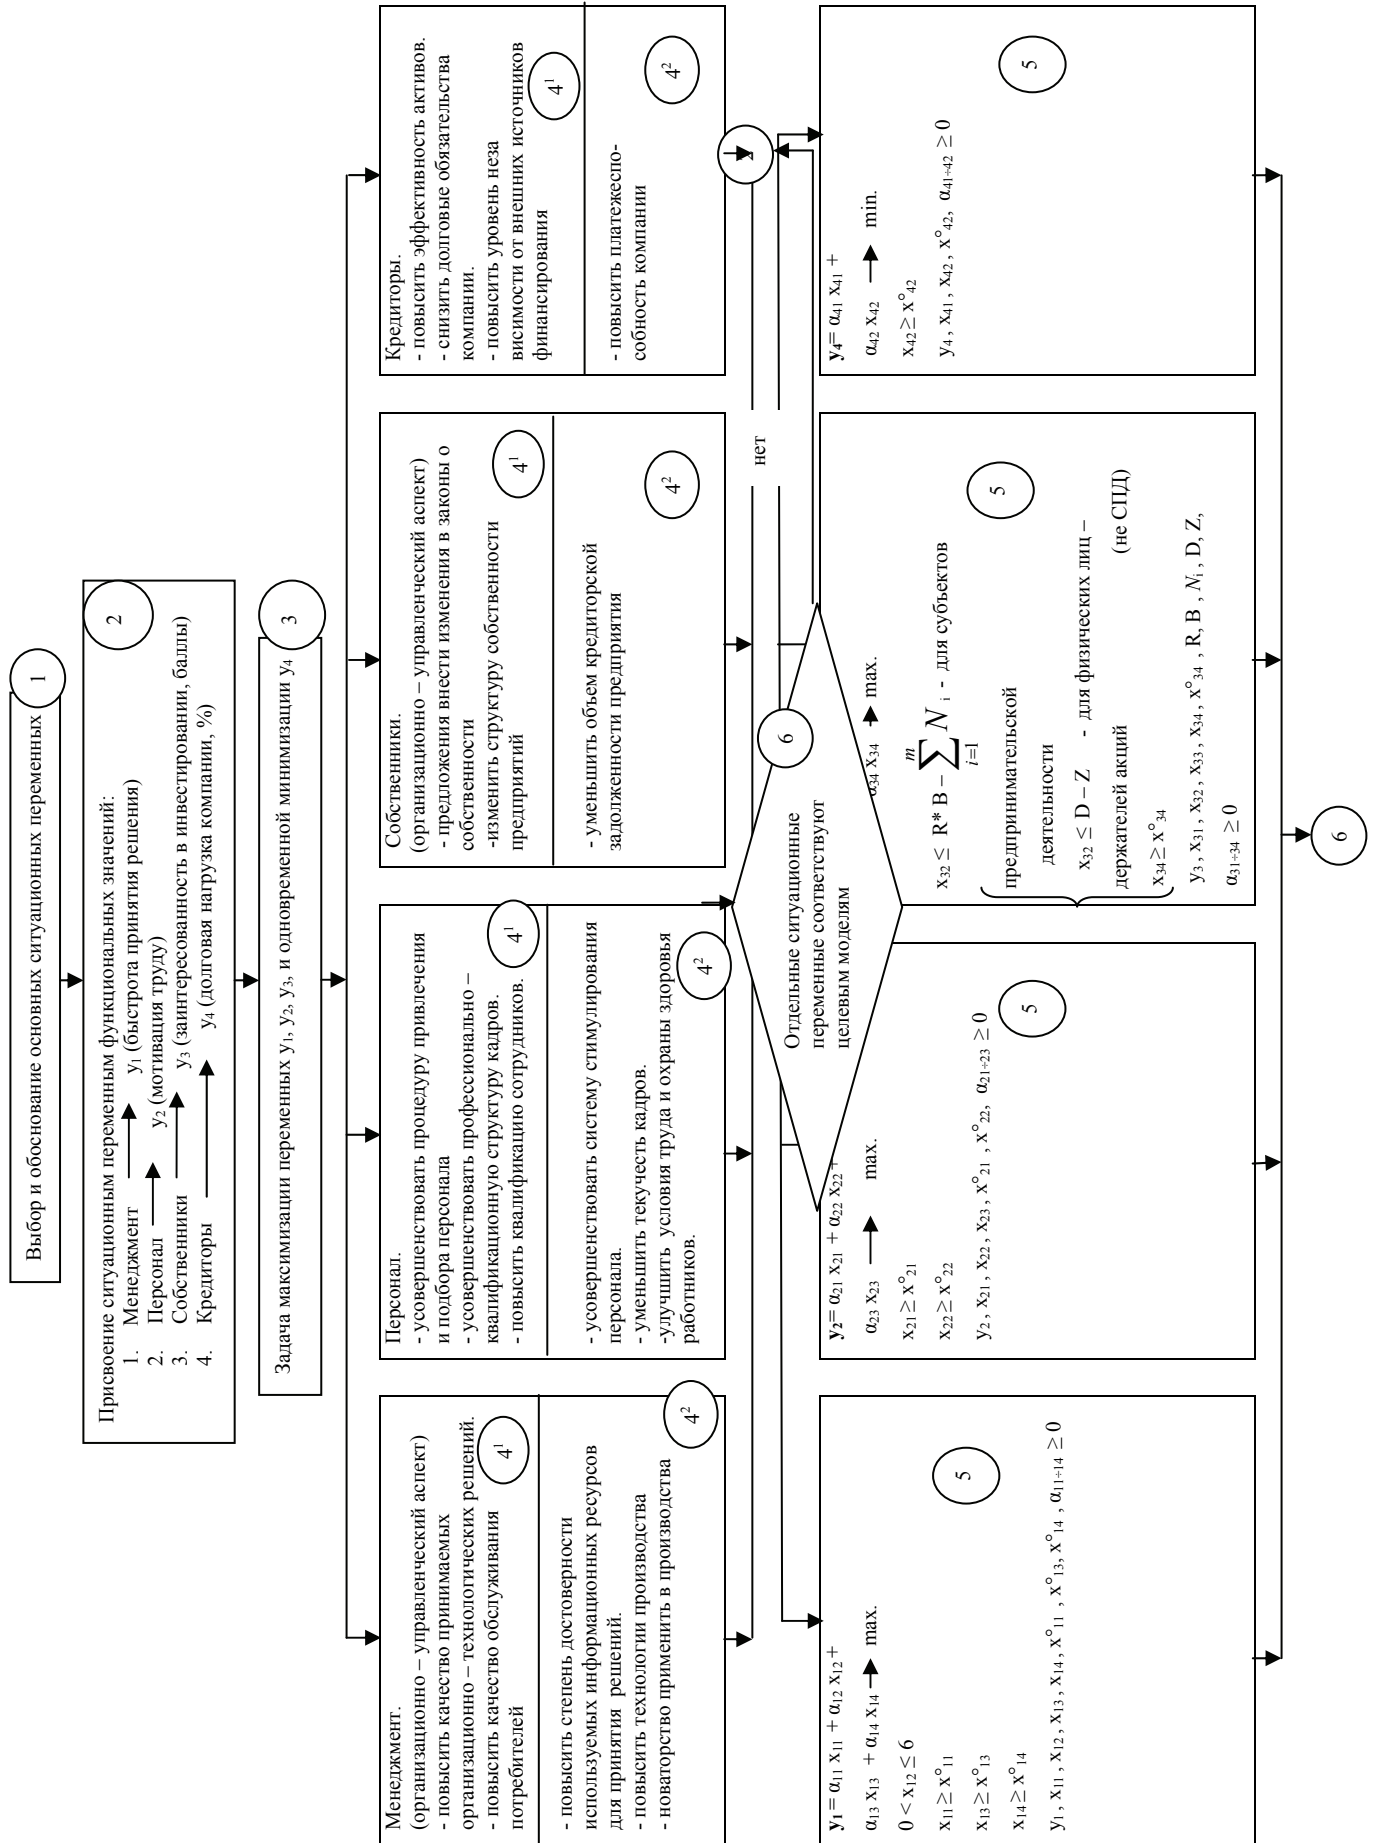 Выбор и обоснование основных ситуационных переменных
1
Присвоение ситуационным переменным функциональных значений:
1. Менеджмент y₁ (быстрота принятия решения)
2. Персонал y₂ (мотивация труду)
3. Собственники y₃ (заинтересованность в инвестировании, баллы)
4. Кредиторы y₄ (долговая нагрузка компании, %)
2
Задача максимизации переменных y₁, y₂, y₃, и одновременной минимизации y₄
3
Менеджмент.
(организационно – управленческий аспект)
- повысить качество принимаемых
организационно – технологических решений.
- повысить качество обслуживания
потребителей
4¹
- повысить степень достоверности
используемых информационных ресурсов
для принятия решений.
- повысить технологии производства
- новаторство применить в производства
4²
Персонал.
- усовершенствовать процедуру привлечения
и подбора персонала
- усовершенствовать профессионально –
квалификационную структуру кадров.
- повысить квалификацию сотрудников.
4¹
- усовершенствовать систему стимулирования
персонала.
- уменьшить текучесть кадров.
-улучшить условия труда и охраны здоровья
работников.
4²
Собственники.
(организационно – управленческий аспект)
- предложения внести изменения в законы о
собственности
-изменить структуру собственности
предприятий
4¹
- уменьшить объем кредиторской
задолженности предприятия
4²
Кредиторы.
- повысить эффективность активов.
- снизить долговые обязательства
компании.
- повысить уровень неза
висимости от внешних источников
финансирования
4¹
- повысить платежеспо-
собность компании
4²
нет
6
Отдельные ситуационные
переменные соответствуют
целевым моделям
y₁= α₁₁ x₁₁ + α₁₂ x₁₂ +
α₁₃ x₁₃ + α₁₄ x₁₄ max.
0 < x₁₂ ≤ 6
x₁₁ ≥ x°₁₁
x₁₃ ≥ x°₁₃
x₁₄ ≥ x°₁₄
y₁ , x₁₁ , x₁₂ , x₁₃ , x₁₄ , x°₁₁ , x°₁₃, x°₁₄ , α₁₁÷₁₄ ≥ 0
5
y₂= α₂₁ x₂₁ + α₂₂ x₂₂ +
α₂₃ x₂₃ max.
x₂₁ ≥ x°₂₁
x₂₂ ≥ x°₂₂
y₂ , x₂₁ , x₂₂ , x₂₃ , x°₂₁ , x°₂₂, α₂₁÷₂₃ ≥ 0
5
α₃₄ x₃₄ max.
x₃₂ ≤ R* B – ∑ᵢ₌₁ᵐ Nᵢ - для субъектов
предпринимательской
деятельности
x₃₂ ≤ D – Z - для физических лиц –
держателей акций (не СПД)
x₃₄ ≥ x°₃₄
y₃ , x₃₁ , x₃₂ , x₃₃ , x₃₄ , x°₃₄ , R, B , Nᵢ , D, Z,
α₃₁÷₃₄ ≥ 0
5
y₄= α₄₁ x₄₁ +
α₄₂ x₄₂ min.
x₄₂ ≥ x°₄₂
y₄ , x₄₁ , x₄₂ , x°₄₂, α₄₁÷₄₂ ≥ 0
5
6